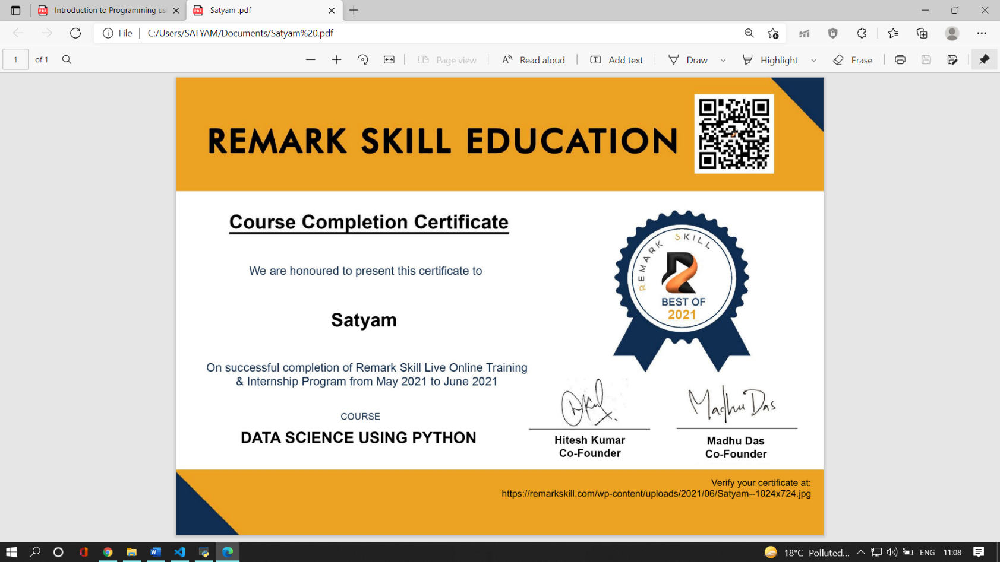 Introduction to Programming usi
Satyam .pdf
File
C:/Users/SATYAM/Documents/Satyam%20.pdf
1 of 1
Page view
Read aloud
Add text
Draw
Highlight
Erase
REMARK SKILL EDUCATION
Course Completion Certificate
We are honoured to present this certificate to
Satyam
On successful completion of Remark Skill Live Online Training
& Internship Program from May 2021 to June 2021
COURSE
DATA SCIENCE USING PYTHON
REMARK SKILL
BEST OF
2021
Madhu Das
Hitesh Kumar
Co-Founder
Madhu Das
Co-Founder
Verify your certificate at:
https://remarkskill.com/wp-content/uploads/2021/06/Satyam--1024x724.jpg
18°C Polluted...
ENG
11:08